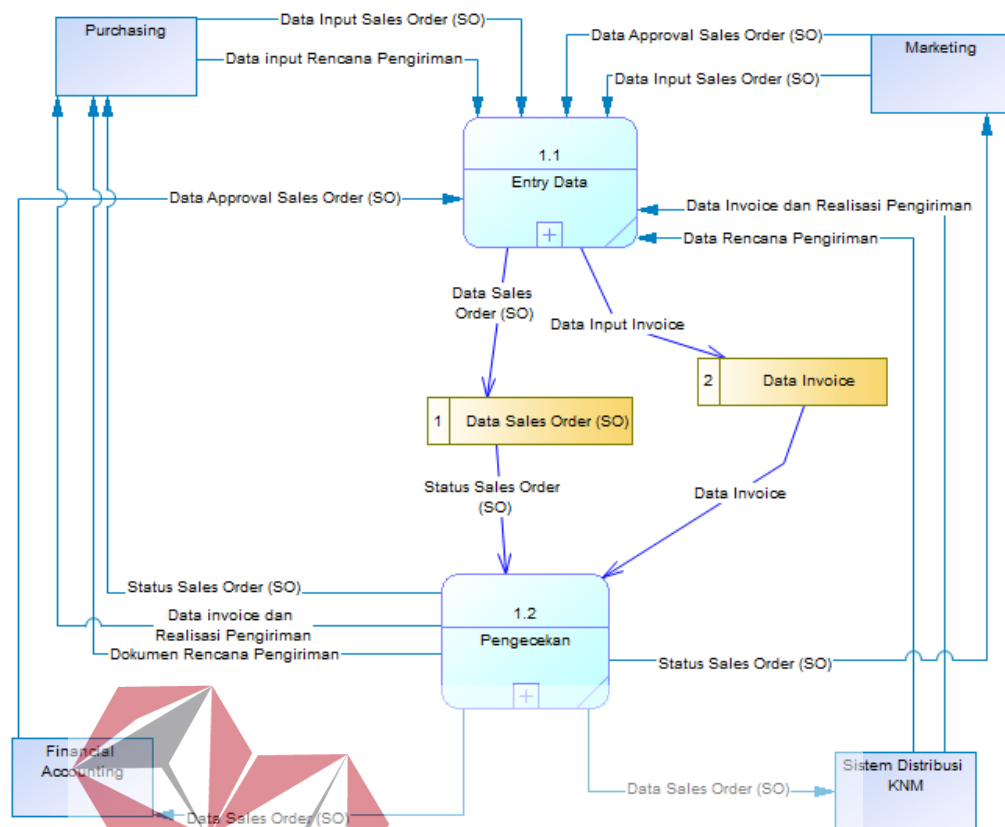 Data Input Sales Order (SO)
Purchasing
Data Approval Sales Order (SO)
Marketing
Data input Rencana Pengiriman
Data Input Sales Order (SO)
1.1
Entry Data
Data Approval Sales Order (SO)
Data Invoice dan Realisasi Pengiriman
Data Rencana Pengiriman
Data Sales
Order (SO)
Data Input Invoice
2
Data Invoice
1
Data Sales Order (SO)
Status Sales Order
(SO)
Data Invoice
Status Sales Order (SO)
Data invoice dan
Realisasi Pengiriman
Dokumen Rencana Pengiriman
1.2
Pengecekan
Status Sales Order (SO)
Financial
Accounting
Sistem Distribusi
KNM
Data Sales Order (SO)
Data Sales Order (SO)